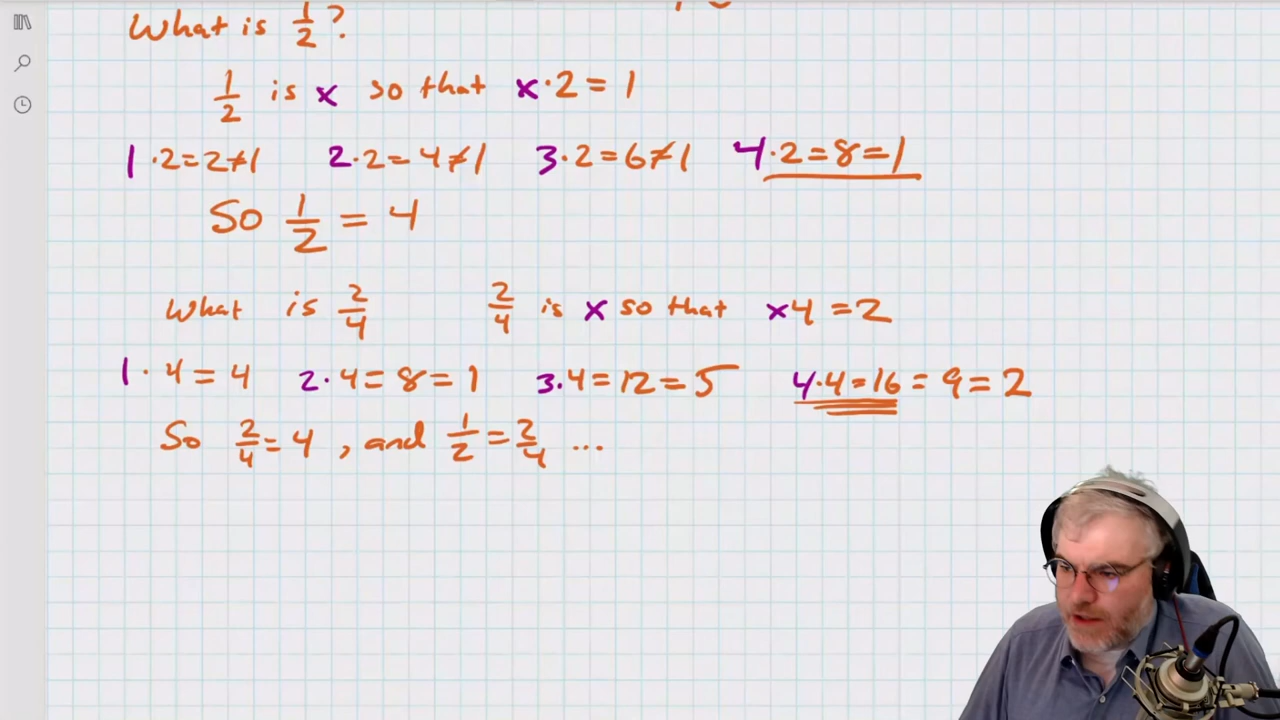 What is 1/2?
1/2 is x so that x·2=1
1·2=2≠1 2·2=4≠1 3·2=6≠1 4·2=8=1
So 1/2 = 4
What is 2/4 2/4 is x so that x4=2
1·4=4 2·4=8=1 3·4=12=5 4·4=16=9=2
So 2/4=4, and 1/2=2/4 ...